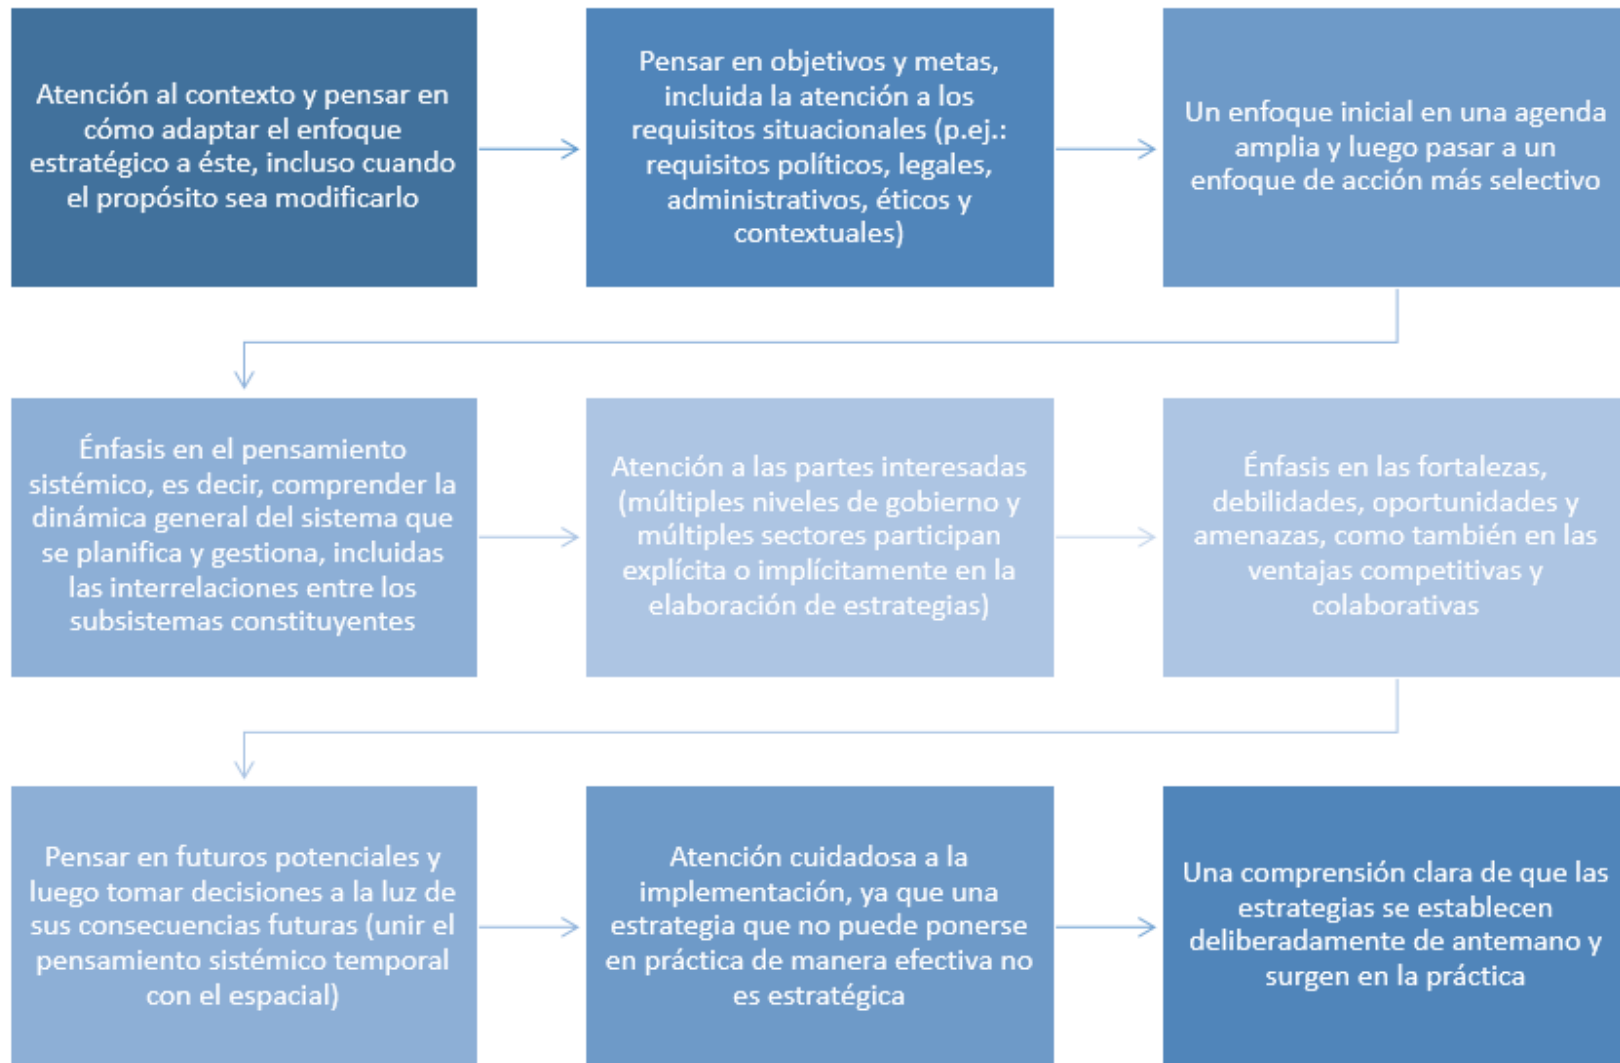 Atención al contexto y pensar en
cómo adaptar el enfoque
estratégico a éste, incluso cuando
el propósito sea modificarlo
Pensar en objetivos y metas,
incluida la atención a los
requisitos situacionales (p.ej.:
requisitos políticos, legales,
administrativos, éticos y
contextuales)
Un enfoque inicial en una agenda
amplia y luego pasar a un
enfoque de acción más selectivo
Énfasis en el pensamiento
sistémico, es decir, comprender la
dinámica general del sistema que
se planifica y gestiona, incluidas
las interrelaciones entre los
subsistemas constituyentes
Atención a las partes interesadas
(múltiples niveles de gobierno y
múltiples sectores participan
explícita o implícitamente en la
elaboración de estrategias)
Énfasis en las fortalezas,
debilidades, oportunidades y
amenazas, como también en las
ventajas competitivas y
colaborativas
Pensar en futuros potenciales y
luego tomar decisiones a la luz de
sus consecuencias futuras (unir el
pensamiento sistémico temporal
con el espacial)
Atención cuidadosa a la
implementación, ya que una
estrategia que no puede ponerse
en práctica de manera efectiva no
es estratégica
Una comprensión clara de que las
estrategias se establecen
deliberadamente de antemano y
surgen en la práctica